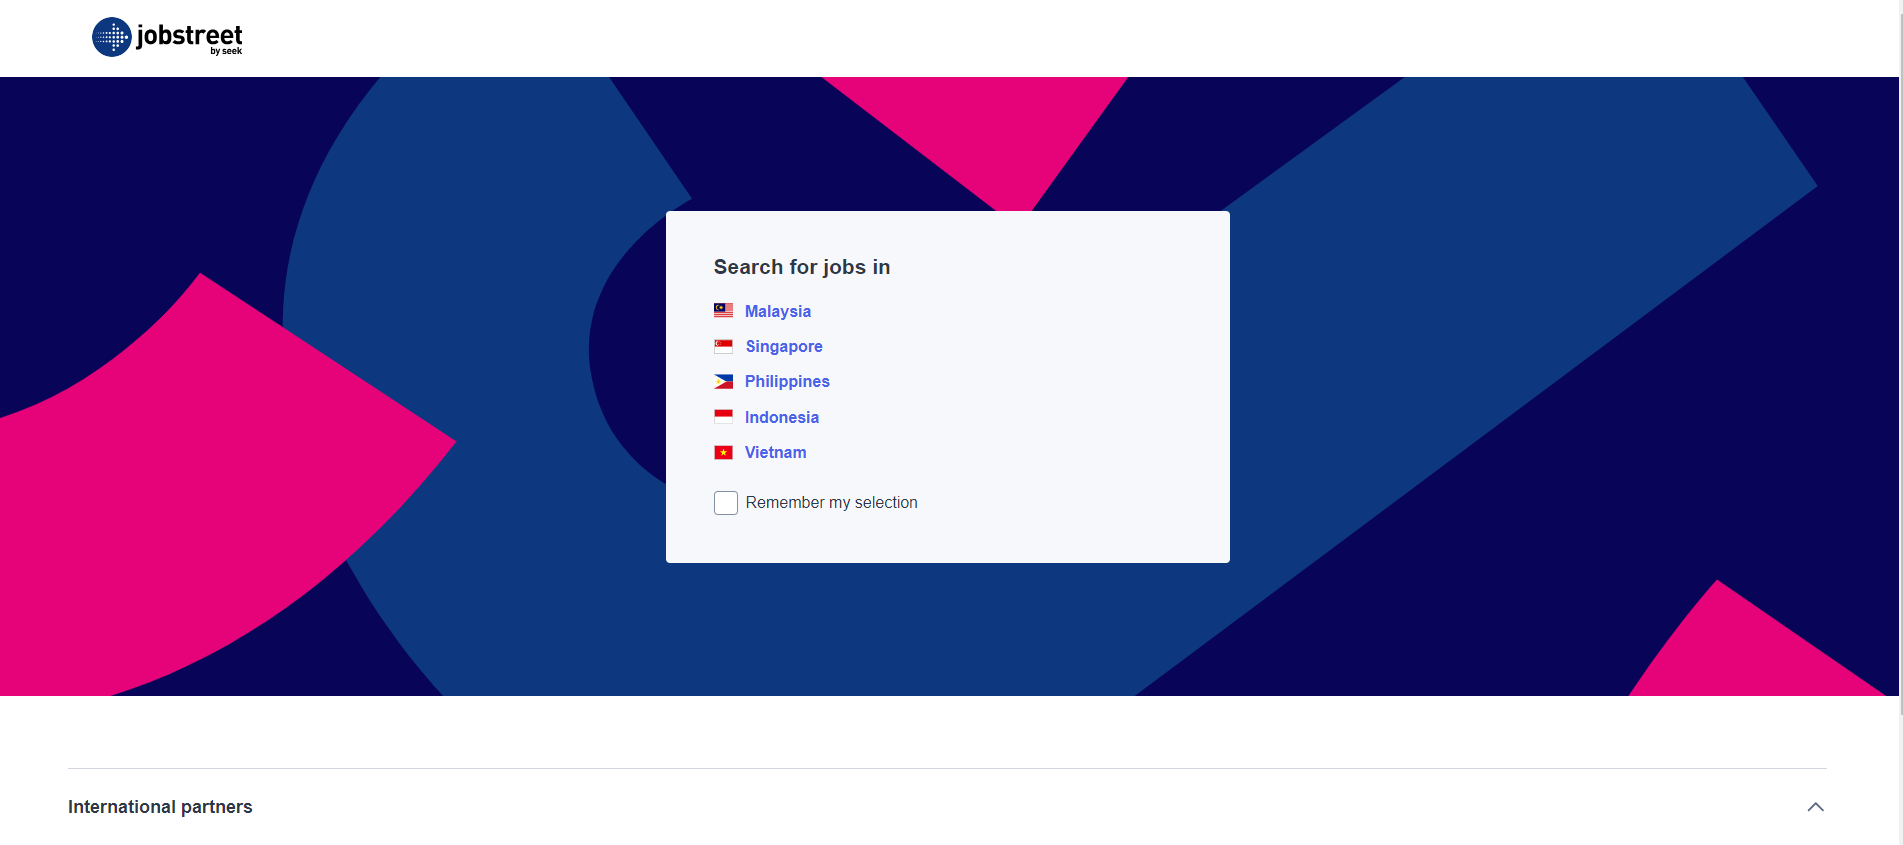 jobstreet
by seek
Search for jobs in
Malaysia
Singapore
Philippines
Indonesia
Vietnam
Remember my selection
International partners